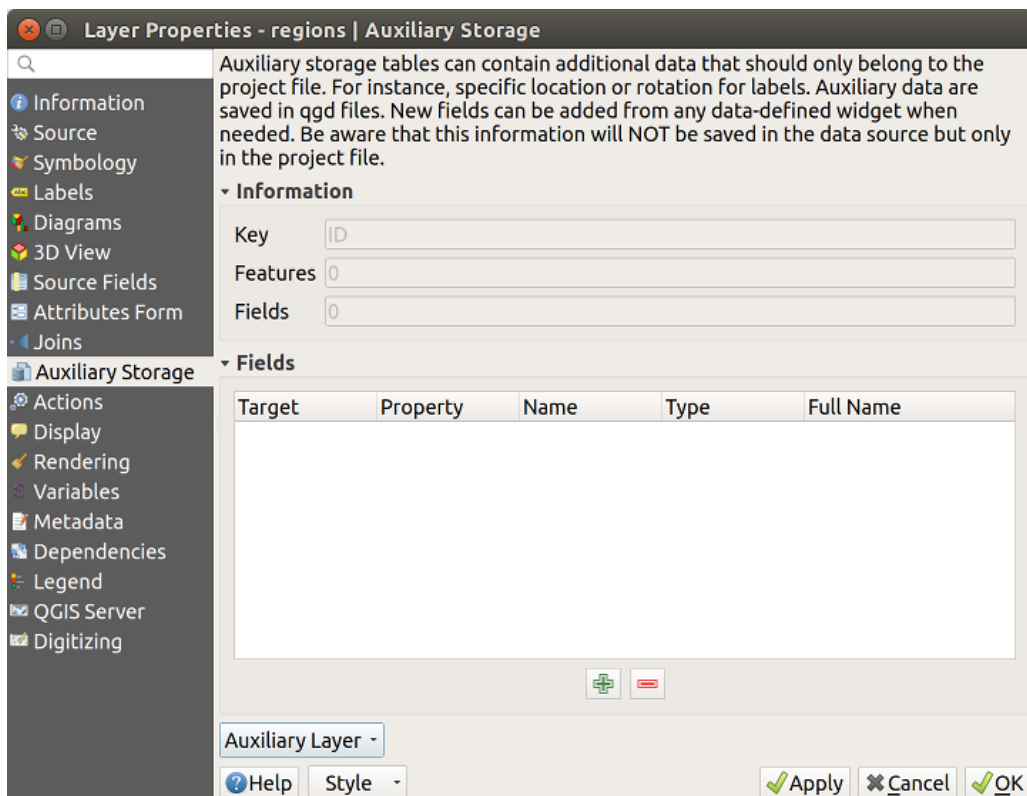 Layer Properties - regions | Auxiliary Storage
Information
Source
Symbology
Labels
Diagrams
3D View
Source Fields
Attributes Form
Joins
Auxiliary Storage
Actions
Display
Rendering
Variables
Metadata
Dependencies
Legend
QGIS Server
Digitizing
Auxiliary storage tables can contain additional data that should only belong to the
project file. For instance, specific location or rotation for labels. Auxiliary data are
saved in qgd files. New fields can be added from any data-defined widget when
needed. Be aware that this information will NOT be saved in the data source but only
in the project file.
Information
Key ID
Features 0
Fields 0
Fields
Target Property Name Type Full Name
Auxiliary Layer
Help Style Apply Cancel OK